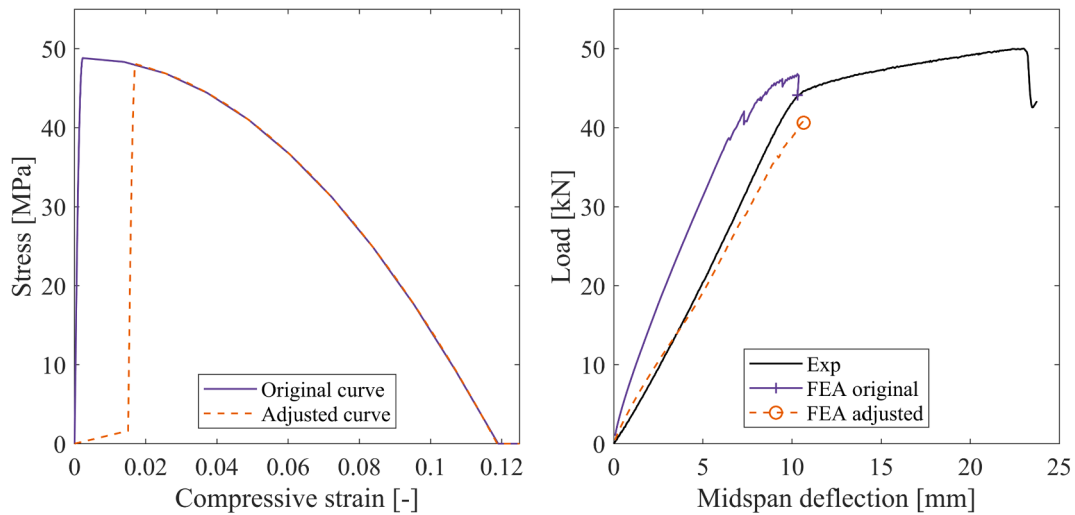 50
40
30
20
10
0
Stress [MPa]
0
0.02
0.04
0.06
0.08
0.1
0.12
Compressive strain [-]
Original curve
Adjusted curve
50
40
30
20
10
0
Load [kN]
0
5
10
15
20
25
Midspan deflection [mm]
Exp
FEA original
FEA adjusted